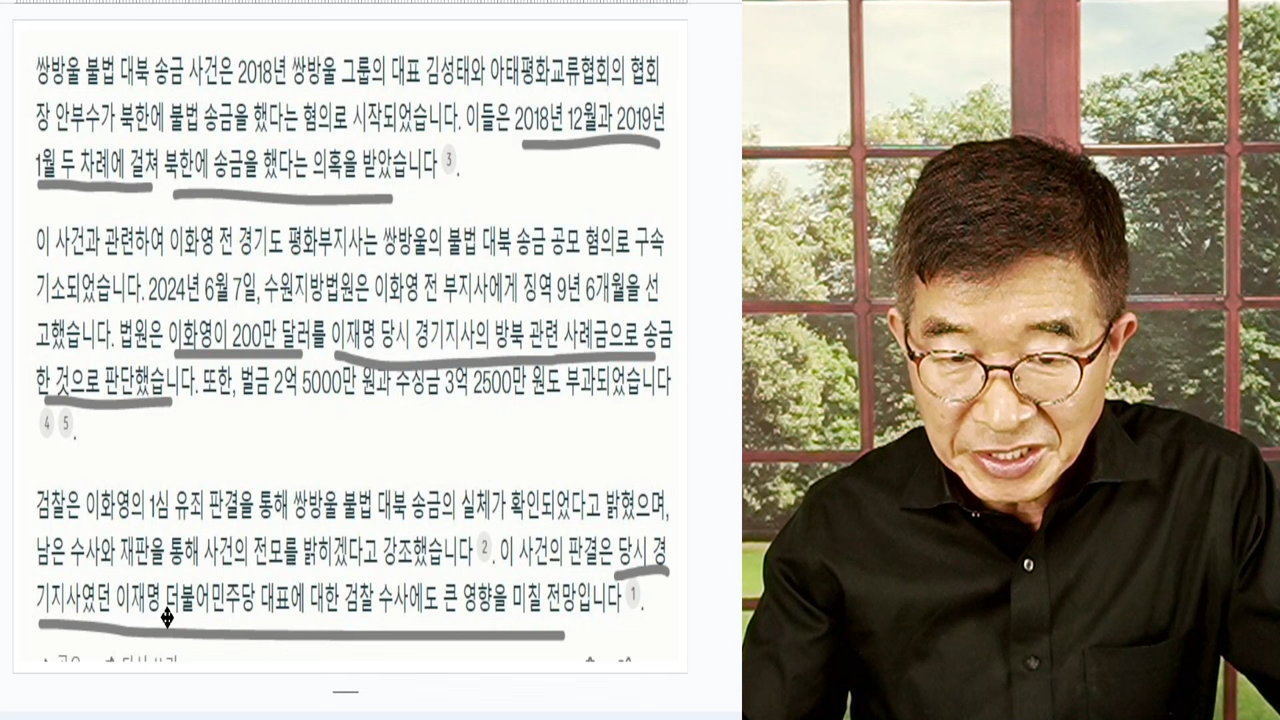 쌍방울 불법 대북 송금 사건은 2018년 쌍방울 그룹의 대표 김성태와 아태평화교류협회의 협회
장 안부수가 북한에 불법 송금을 했다는 혐의로 시작되었습니다. 이들은 2018년 12월과 2019년
1월 두 차례에 걸쳐 북한에 송금을 했다는 의혹을 받았습니다 3 .
이 사건과 관련하여 이화영 전 경기도 평화부지사는 쌍방울의 불법 대북 송금 공모 혐의로 구속
기소되었습니다. 2024년 6월 7일, 수원지방법원은 이화영 전 부지사에게 징역 9년 6개월을 선
고했습니다. 법원은 이화영이 200만 달러를 이재명 당시 경기지사의 방북 관련 사례금으로 송금
한 것으로 판단했습니다. 또한, 벌금 2억 5000만 원과 추징금 3억 2500만 원도 부과되었습니다
4 5 .
검찰은 이화영의 1심 유죄 판결을 통해 쌍방울 불법 대북 송금의 실체가 확인되었다고 밝혔으며,
남은 수사와 재판을 통해 사건의 전모를 밝히겠다고 강조했습니다 2 . 이 사건의 판결은 당시 경
기지사였던 이재명 더불어민주당 대표에 대한 검찰 수사에도 큰 영향을 미칠 전망입니다 1 .